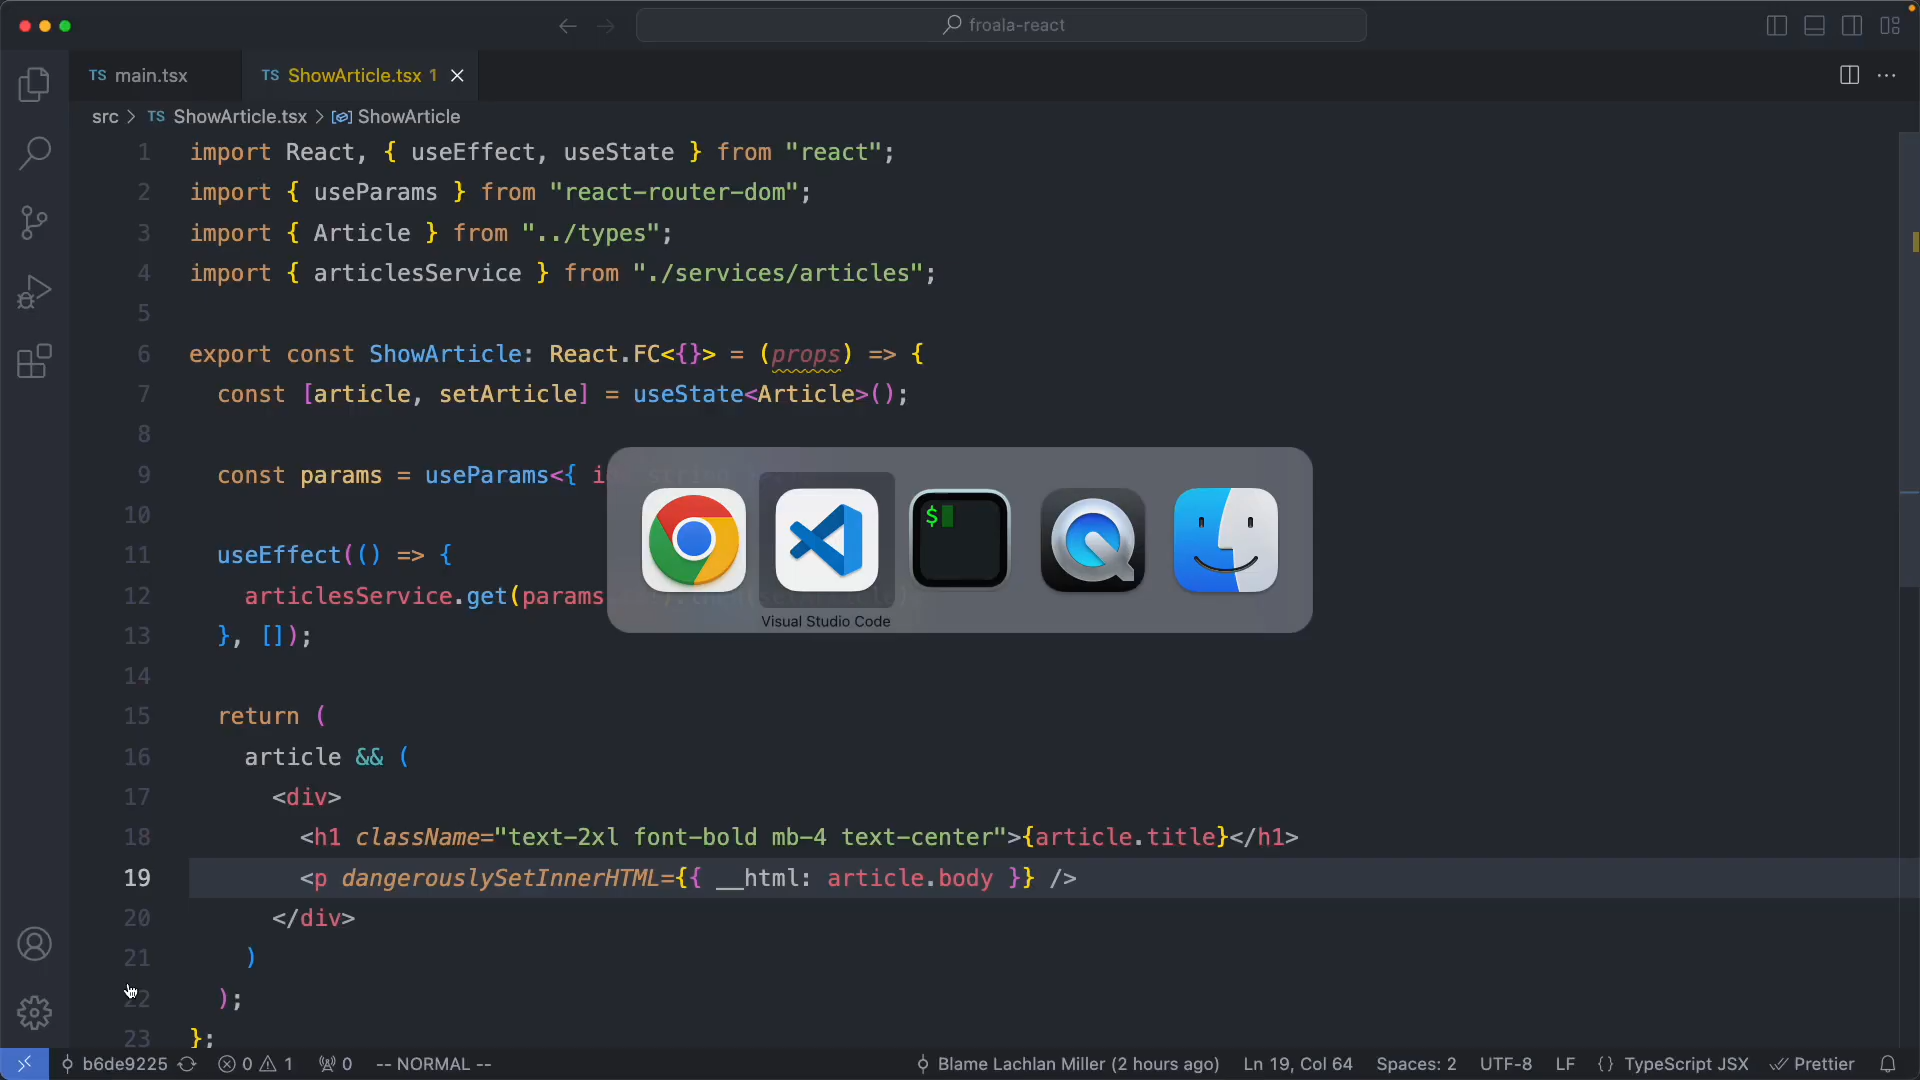 froala-react
TS main.tsx
TS ShowArticle.tsx 1
src > TS ShowArticle.tsx > ShowArticle
1 import React, { useEffect, useState } from "react";
2 import { useParams } from "react-router-dom";
3 import { Article } from "../types";
4 import { articlesService } from "./services/articles";
5
6 export const ShowArticle: React.FC<{}> = (props) => {
7 const [article, setArticle] = useState<Article>();
8
9 const params = useParams<{ i
10
11 useEffect(() => {
12 articlesService.get(params
13 }, []);
14
15 return (
16 article && (
17 <div>
18 <h1 className="text-2xl font-bold mb-4 text-center">{article.title}</h1>
19 <p dangerouslySetInnerHTML={{ __html: article.body }} />
20 </div>
21 )
22 );
23 };
$
Visual Studio Code
b6de9225 0 1 0 -- NORMAL -- Blame Lachlan Miller (2 hours ago) Ln 19, Col 64 Spaces: 2 UTF-8 LF {} TypeScript JSX Prettier